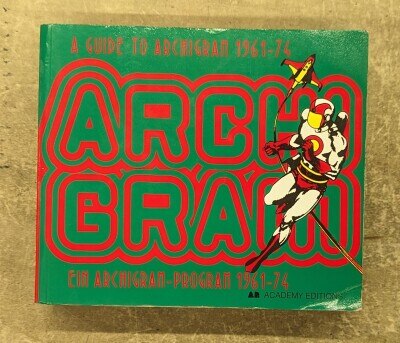 A GUIDE TO ARCHIGRAM 1961-74
ARCHI
GRAM
EIN ARCHIGRAM-PROGRAM 1961-74
ACADEMY EDITIONS